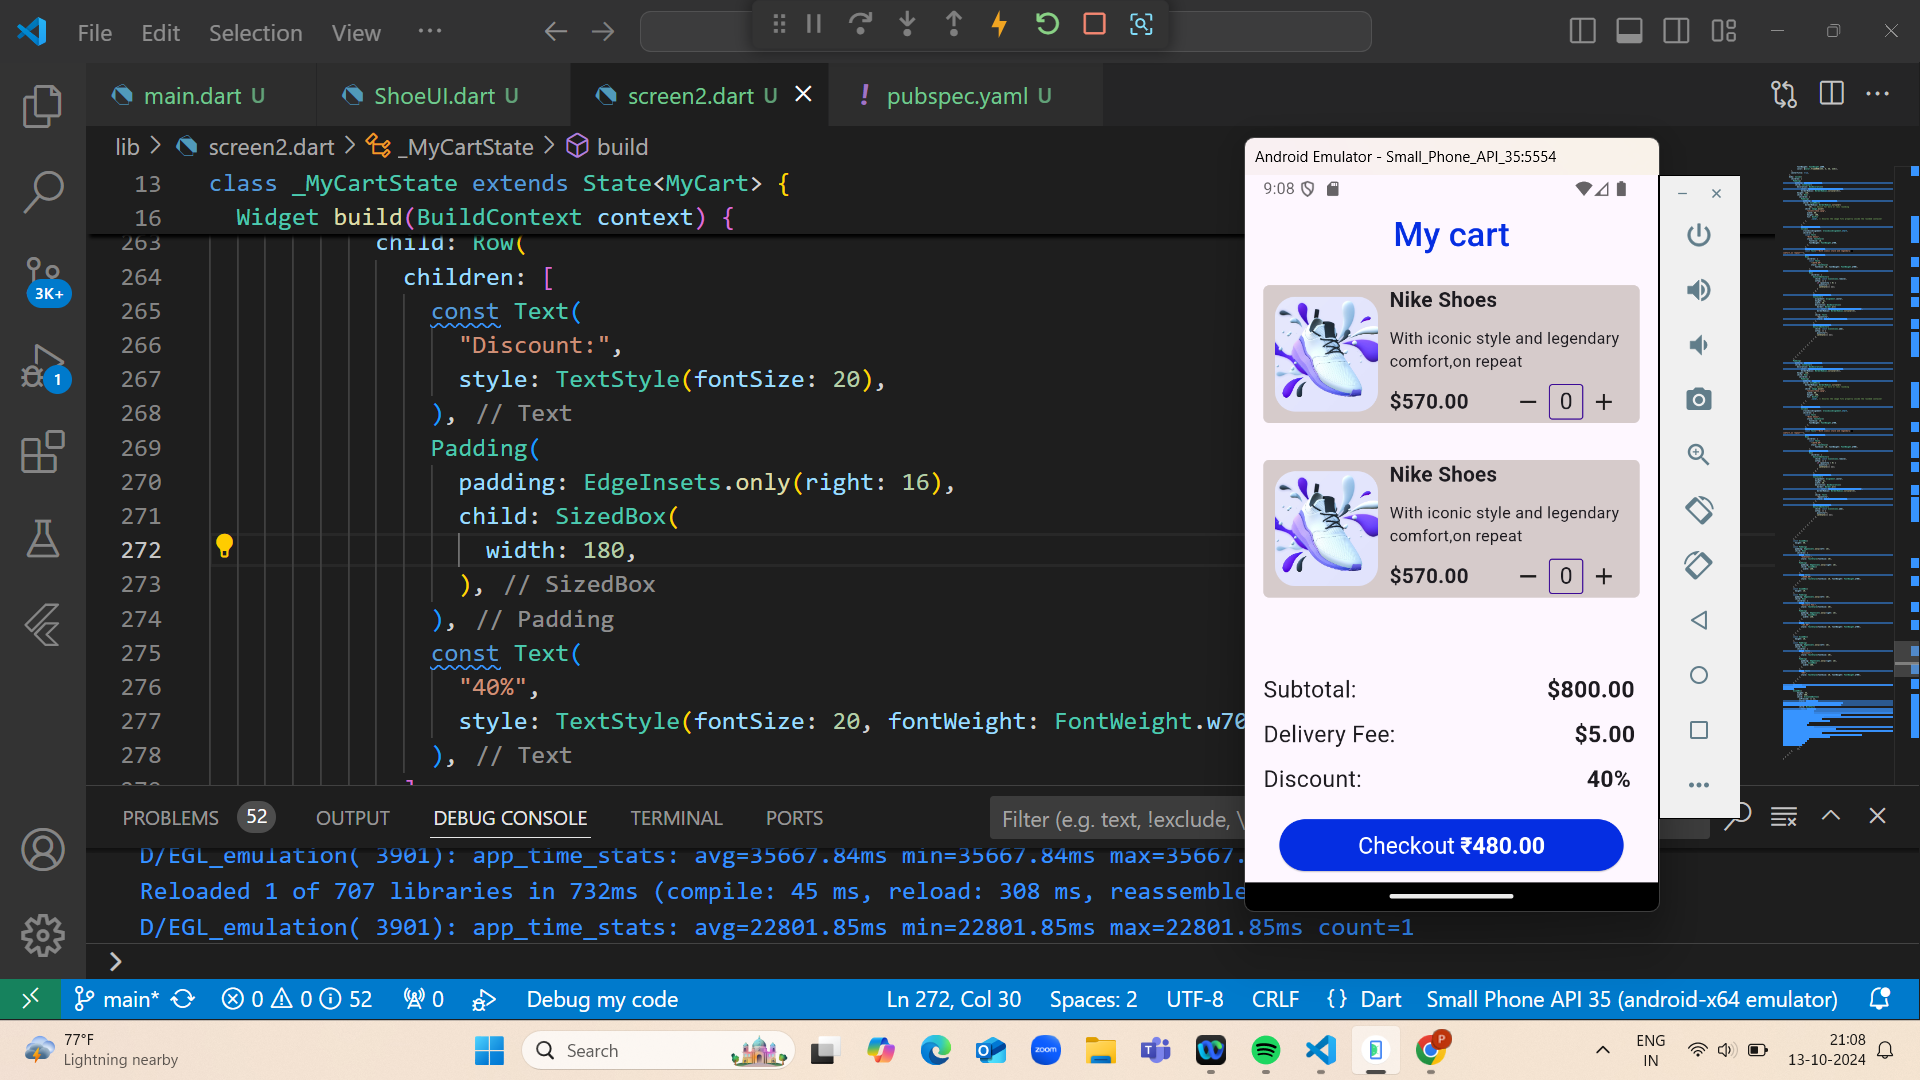 File Edit Selection View ...
main.dart U ShoeUI.dart U screen2.dart U ! pubspec.yaml U
lib > screen2.dart > _MyCartState > build
13 class _MyCartState extends State<MyCart> {
16 Widget build(BuildContext context) {
263 child: Row(
264 children: [
265 const Text(
266 "Discount:",
267 style: TextStyle(fontSize: 20),
268 ), // Text
269 Padding(
270 padding: EdgeInsets.only(right: 16),
271 child: SizedBox(
272 width: 180,
273 ), // SizedBox
274 ), // Padding
275 const Text(
276 "40%",
277 style: TextStyle(fontSize: 20, fontWeight: FontWeight.w70
278 ), // Text
3K+
1
Android Emulator - Small_Phone_API_35:5554
9:08
My cart
Nike Shoes
With iconic style and legendary
comfort,on repeat
$570.00 − 0 +
Nike Shoes
With iconic style and legendary
comfort,on repeat
$570.00 − 0 +
Subtotal: $800.00
Delivery Fee: $5.00
Discount: 40%
Checkout ₹480.00
PROBLEMS 52 OUTPUT DEBUG CONSOLE TERMINAL PORTS Filter (e.g. text, !exclude, \
D/EGL_emulation( 3901): app_time_stats: avg=35667.84ms min=35667.84ms max=35667.
Reloaded 1 of 707 libraries in 732ms (compile: 45 ms, reload: 308 ms, reassemble
D/EGL_emulation( 3901): app_time_stats: avg=22801.85ms min=22801.85ms max=22801.85ms count=1
>
main* 0 0 52 0 Debug my code Ln 272, Col 30 Spaces: 2 UTF-8 CRLF {} Dart Small Phone API 35 (android-x64 emulator)
77°F
Lightning nearby
Search
zoom
P
ENG
IN
21:08
13-10-2024